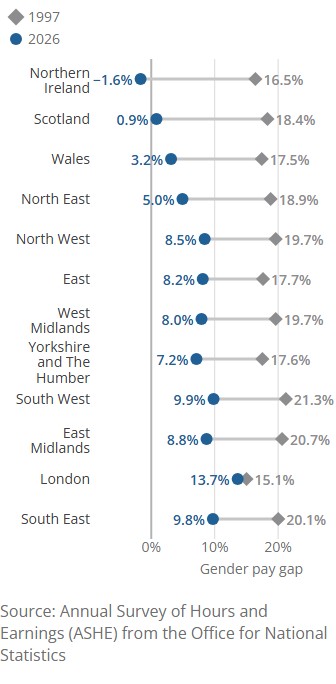 1997
2026
Northern
Ireland
−1.6%
16.5%
Scotland
0.9%
18.4%
Wales
3.2%
17.5%
North East
5.0%
18.9%
North West
8.5%
19.7%
East
8.2%
17.7%
West
Midlands
8.0%
19.7%
Yorkshire
and The
Humber
7.2%
17.6%
South West
9.9%
21.3%
East
Midlands
8.8%
20.7%
London
13.7%
15.1%
South East
9.8%
20.1%
0%
10%
20%
Gender pay gap
Source: Annual Survey of Hours and
Earnings (ASHE) from the Office for National
Statistics